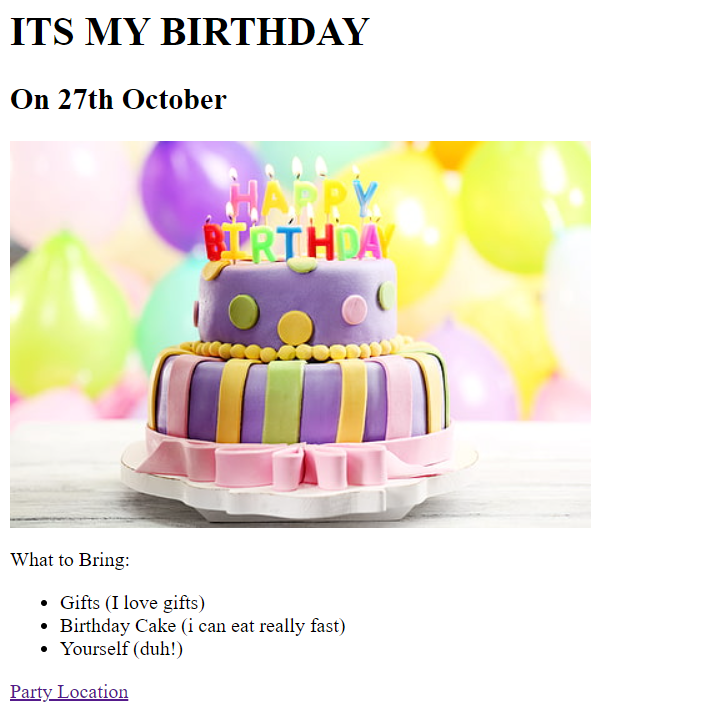 ITS MY BIRTHDAY
On 27th October
HAPPY
BIRTHDAY
What to Bring:
Gifts (I love gifts)
Birthday Cake (i can eat really fast)
Yourself (duh!)
Party Location